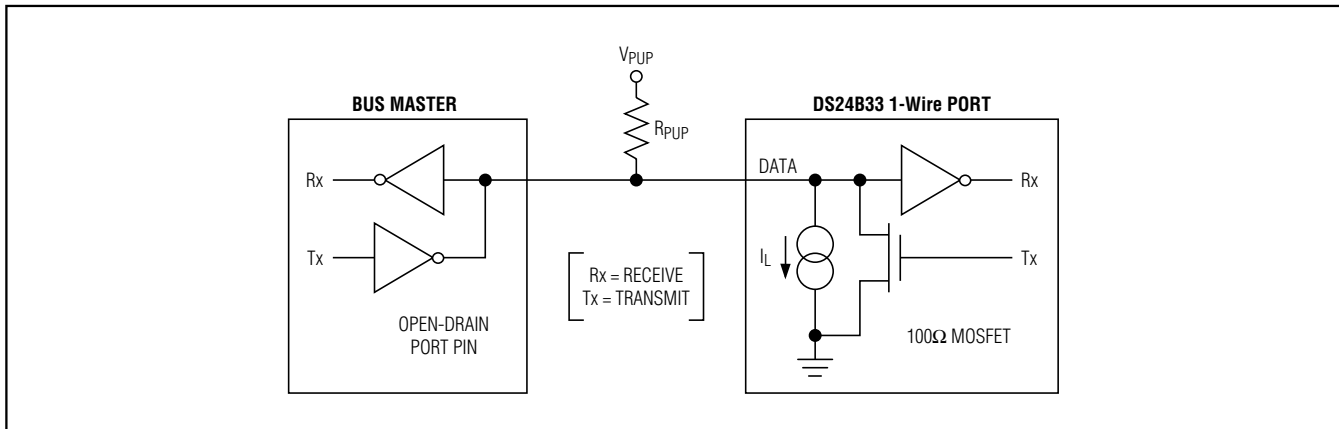 VPUP
BUS MASTER
DS24B33 1-Wire PORT
RPUP
Rx
DATA
Rx
Tx
IL
Tx
Rx = RECEIVE
Tx = TRANSMIT
OPEN-DRAIN
PORT PIN
100Ω MOSFET